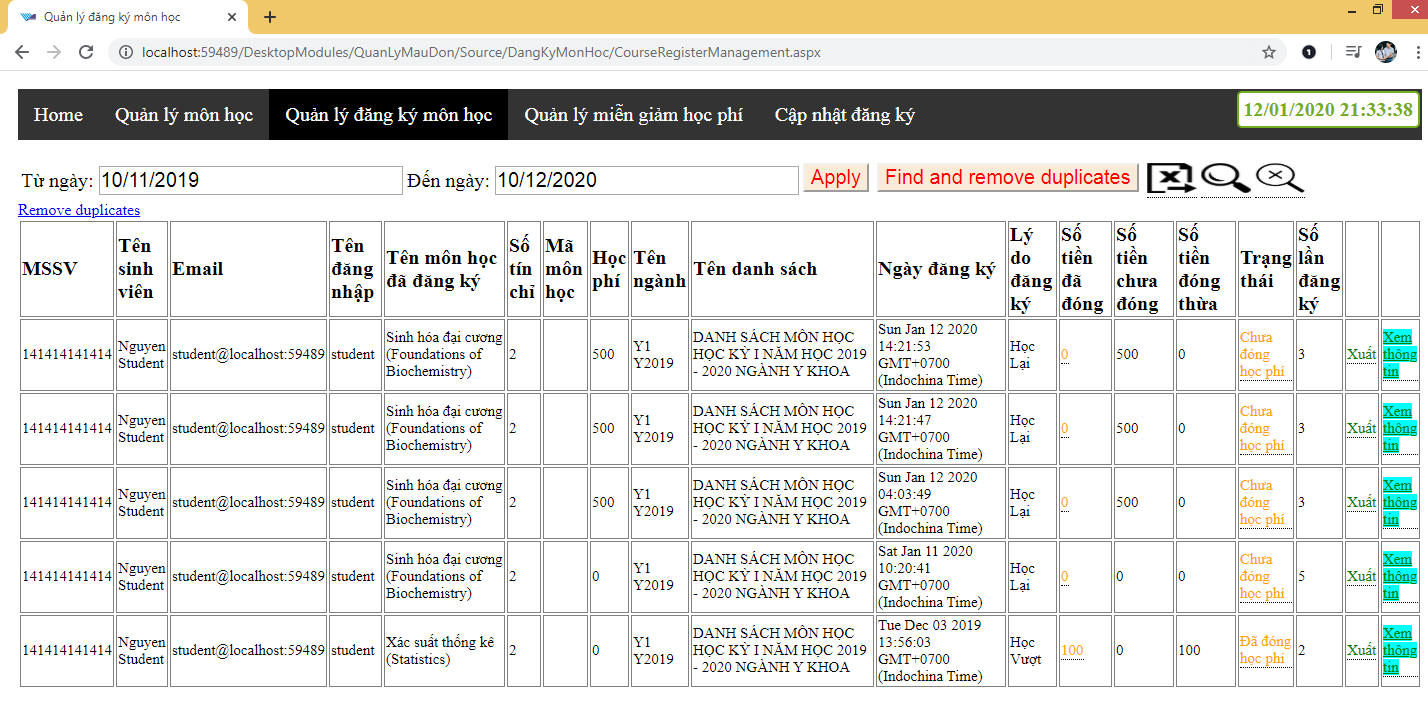 Quản lý đăng ký môn học
localhost:59489/DesktopModules/QuanLyMauDon/Source/DangKyMonHoc/CourseRegisterManagement.aspx
Home Quản lý môn học Quản lý đăng ký môn học Quản lý miễn giảm học phí Cập nhật đăng ký 12/01/2020 21:33:38
Từ ngày: 10/11/2019 Đến ngày: 10/12/2020 Apply Find and remove duplicates
Remove duplicates
MSSV
Tên
sinh
viên
Email
Tên
đăng
nhập
Tên môn học
đã đăng ký
Số
tín
chỉ
Mã
môn
học
Học
phí
Tên
ngành
Tên danh sách
Ngày đăng ký
Lý
do
đăng
ký
Số
tiền
đã
đóng
Số
tiền
chưa
đóng
Số
tiền
đóng
thừa
Trạng
thái
Số
lần
đăng
ký
141414141414
Nguyen
Student
student@localhost:59489
student
Sinh hóa đại cương
(Foundations of
Biochemistry)
2
500
Y1
Y2019
DANH SÁCH MÔN HỌC
HỌC KỲ I NĂM HỌC 2019
- 2020 NGÀNH Y KHOA
Sun Jan 12 2020
14:21:53
GMT+0700
(Indochina Time)
Học
Lại
0
500
0
Chưa
đóng
học phí
3
Xuất
Xem
thông
tin
141414141414
Nguyen
Student
student@localhost:59489
student
Sinh hóa đại cương
(Foundations of
Biochemistry)
2
500
Y1
Y2019
DANH SÁCH MÔN HỌC
HỌC KỲ I NĂM HỌC 2019
- 2020 NGÀNH Y KHOA
Sun Jan 12 2020
14:21:47
GMT+0700
(Indochina Time)
Học
Lại
0
500
0
Chưa
đóng
học phí
3
Xuất
Xem
thông
tin
141414141414
Nguyen
Student
student@localhost:59489
student
Sinh hóa đại cương
(Foundations of
Biochemistry)
2
500
Y1
Y2019
DANH SÁCH MÔN HỌC
HỌC KỲ I NĂM HỌC 2019
- 2020 NGÀNH Y KHOA
Sun Jan 12 2020
04:03:49
GMT+0700
(Indochina Time)
Học
Lại
0
500
0
Chưa
đóng
học phí
3
Xuất
Xem
thông
tin
141414141414
Nguyen
Student
student@localhost:59489
student
Sinh hóa đại cương
(Foundations of
Biochemistry)
2
0
Y1
Y2019
DANH SÁCH MÔN HỌC
HỌC KỲ I NĂM HỌC 2019
- 2020 NGÀNH Y KHOA
Sat Jan 11 2020
10:20:41
GMT+0700
(Indochina Time)
Học
Lại
0
0
0
Chưa
đóng
học phí
5
Xuất
Xem
thông
tin
141414141414
Nguyen
Student
student@localhost:59489
student
Xác suất thống kê
(Statistics)
2
0
Y1
Y2019
DANH SÁCH MÔN HỌC
HỌC KỲ I NĂM HỌC 2019
- 2020 NGÀNH Y KHOA
Tue Dec 03 2019
13:56:03
GMT+0700
(Indochina Time)
Học
Vượt
100
0
100
Đã đóng
học phí
2
Xuất
Xem
thông
tin